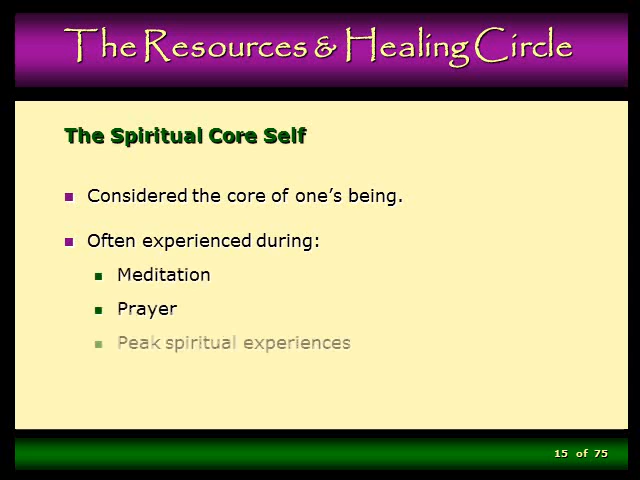 The Resources & Healing Circle
The Spiritual Core Self
Considered the core of one’s being.
Often experienced during:
Meditation
Prayer
Peak spiritual experiences
15 of 75